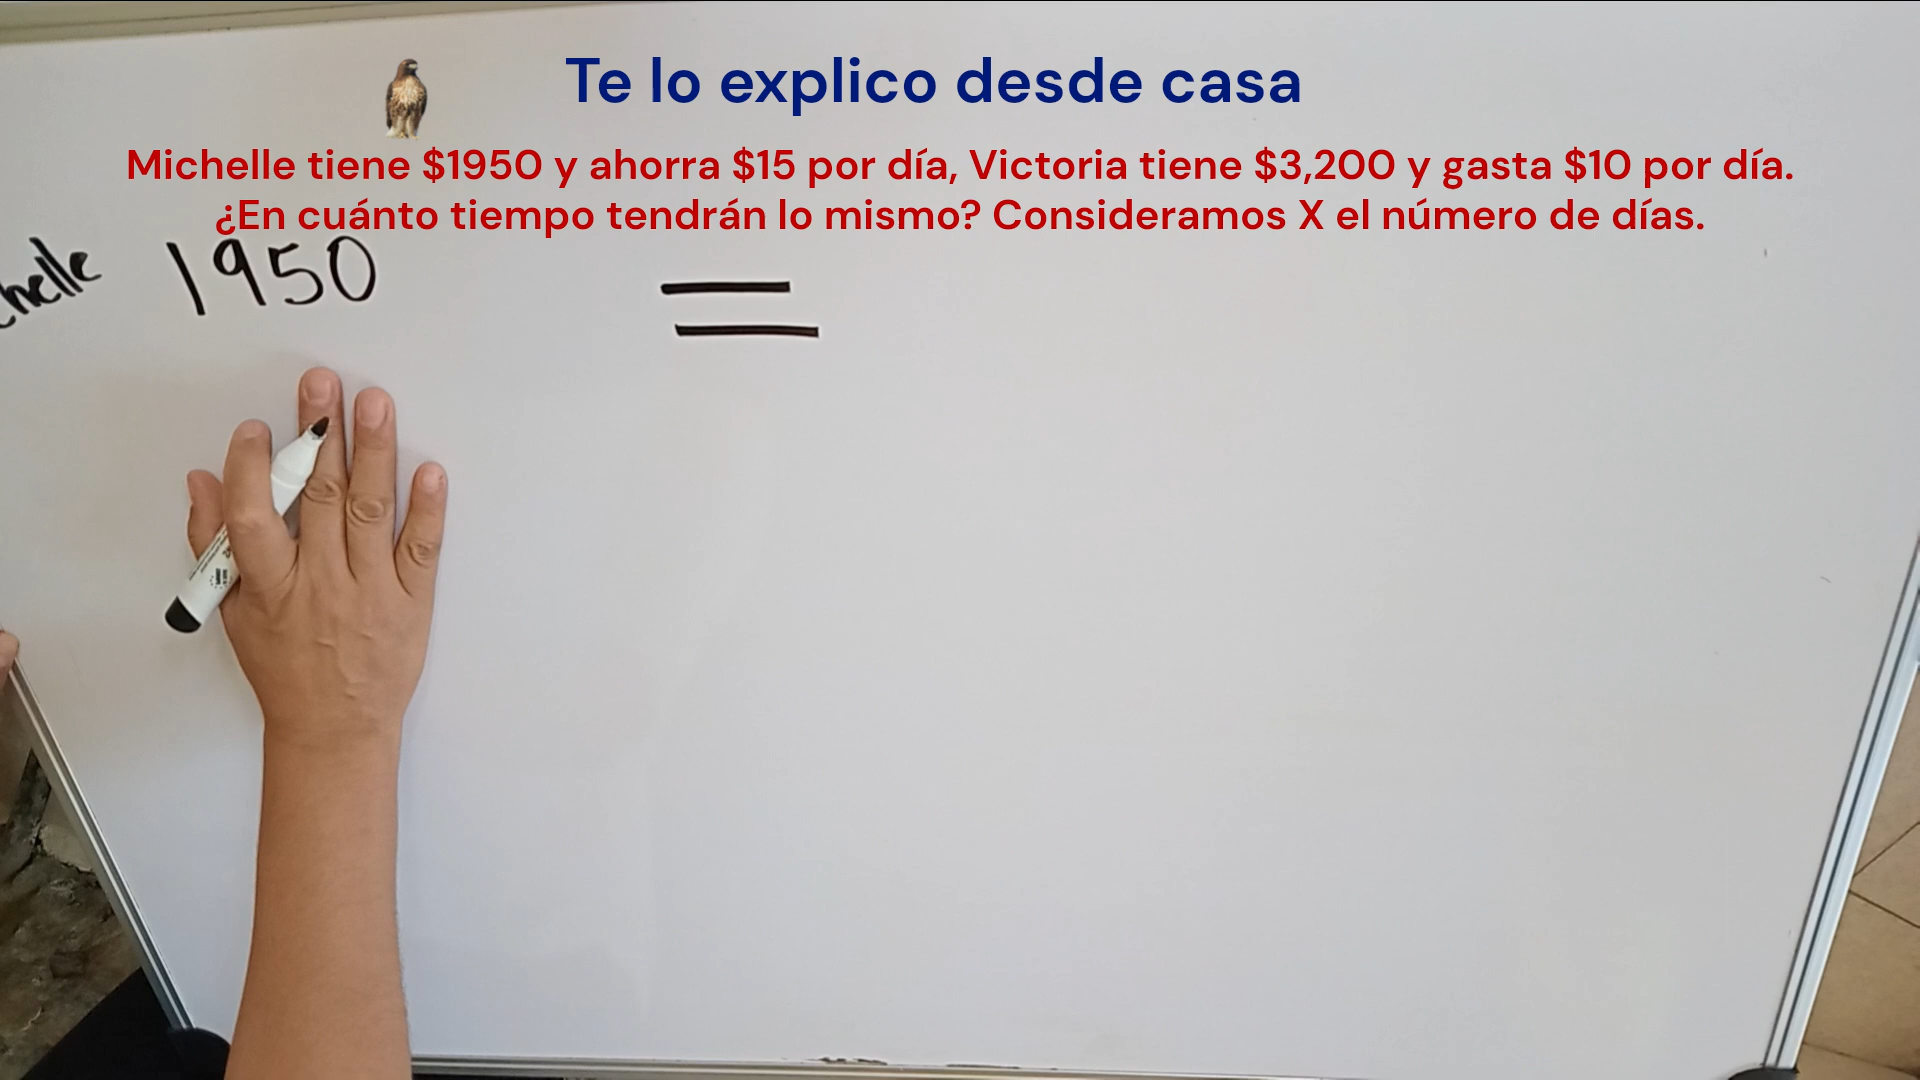 Te lo explico desde casa
Michelle tiene $1950 y ahorra $15 por día, Victoria tiene $3,200 y gasta $10 por día.
¿En cuánto tiempo tendrán lo mismo? Consideramos X el número de días.
helle 1950 =